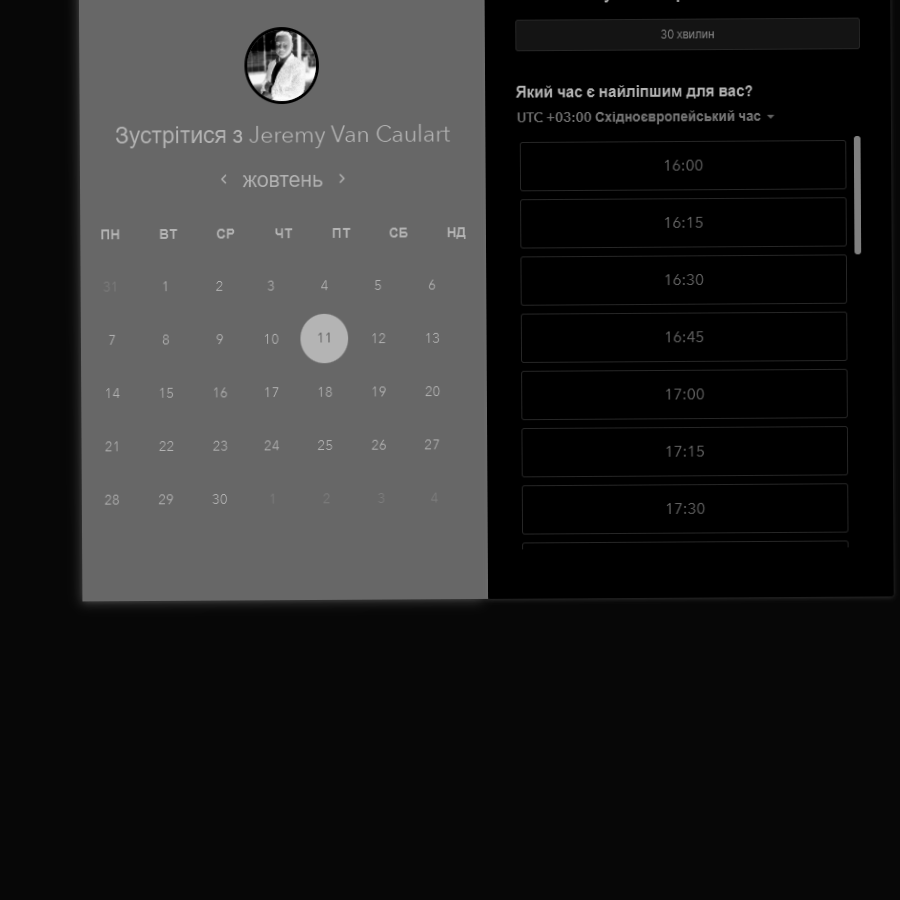 Зустрітися з Jeremy Van Caulart
жовтень
ПН ВТ СР ЧТ ПТ СБ НД
31 1 2 3 4 5 6
7 8 9 10 11 12 13
14 15 16 17 18 19 20
21 22 23 24 25 26 27
28 29 30 1 2 3 4
30 хвилин
Який час є найліпшим для вас?
UTC +03:00 Східноєвропейський час
16:00
16:15
16:30
16:45
17:00
17:15
17:30